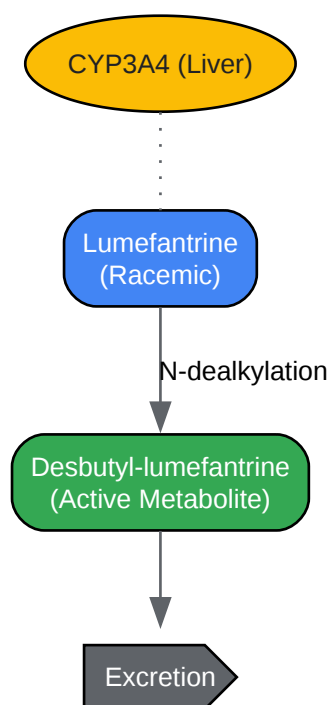 CYP3A4 (Liver)
Lumefantrine
(Racemic)
N-dealkylation
Desbutyl-lumefantrine
(Active Metabolite)
Excretion